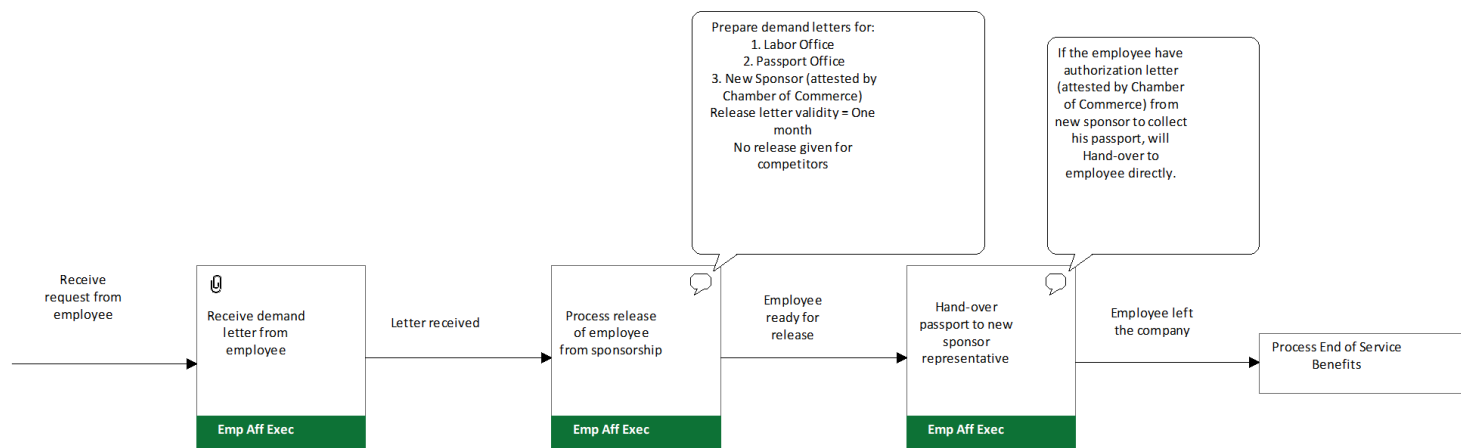 Prepare demand letters for:
1. Labor Office
2. Passport Office
3. New Sponsor (attested by
Chamber of Commerce)
Release letter validity = One
month
No release given for
competitors
If the employee have
authorization letter
(attested by Chamber
of Commerce) from
new sponsor to collect
his passport, will
Hand-over to
employee directly.
Receive
request from
employee
Receive demand
letter from
employee
Emp Aff Exec
Letter received
Process release
of employee
from sponsorship
Emp Aff Exec
Employee
ready for
release
Hand-over
passport to new
sponsor
representative
Emp Aff Exec
Employee left
the company
Process End of Service
Benefits